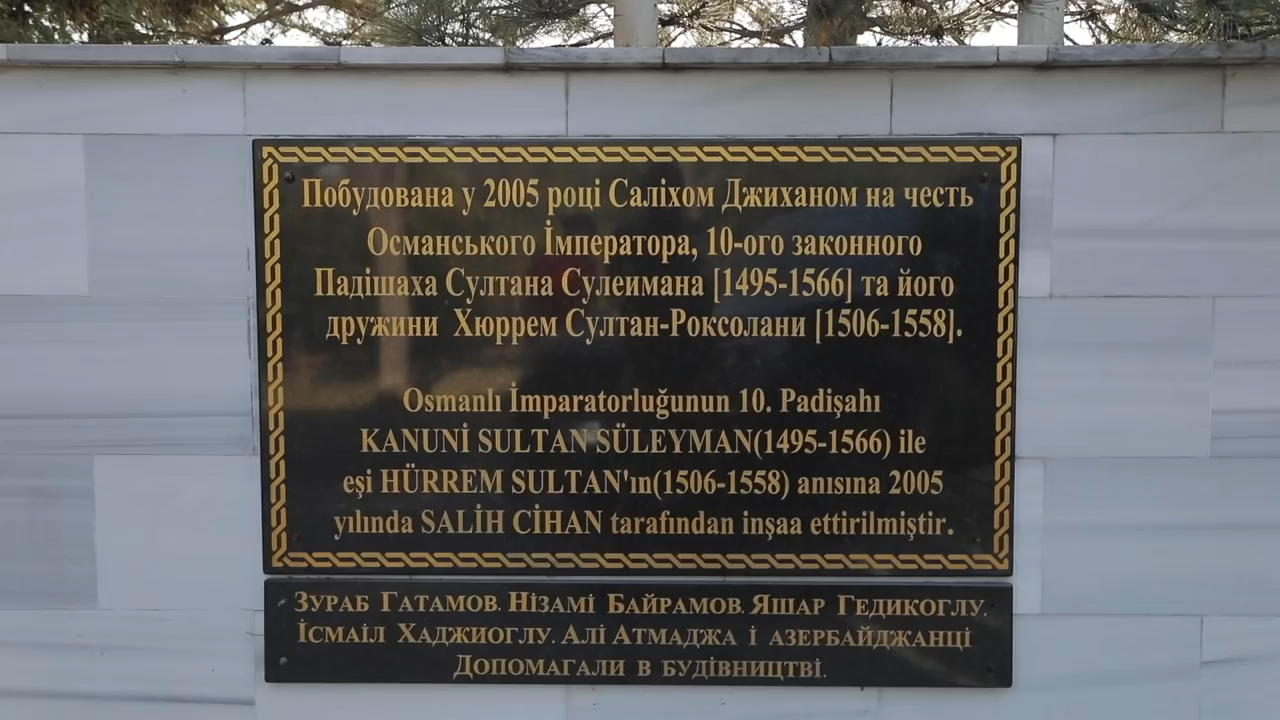 Побудована у 2005 році Саліхом Джиханом на честь
Османського İмператора, 10-ого законного
Падішаха Султана Сулеимана [1495-1566] та його
дружини Хюррем Султан-Роксолани [1506-1558].
Osmanlı İmparatorluğunun 10. Padişahı
KANUNİ SULTAN SÜLEYMAN(1495-1566) ile
eşi HÜRREM SULTAN'ın(1506-1558) anısına 2005
yılında SALİH CİHAN tarafından inşaa ettirilmiştir.
Зураб Гатамов. Нізамі Байрамов. Яшар Гедикоглу.
Ісмаіл Хаджиоглу. Алі Атмаджа і азербайджанці
Допомагали в будівництві.